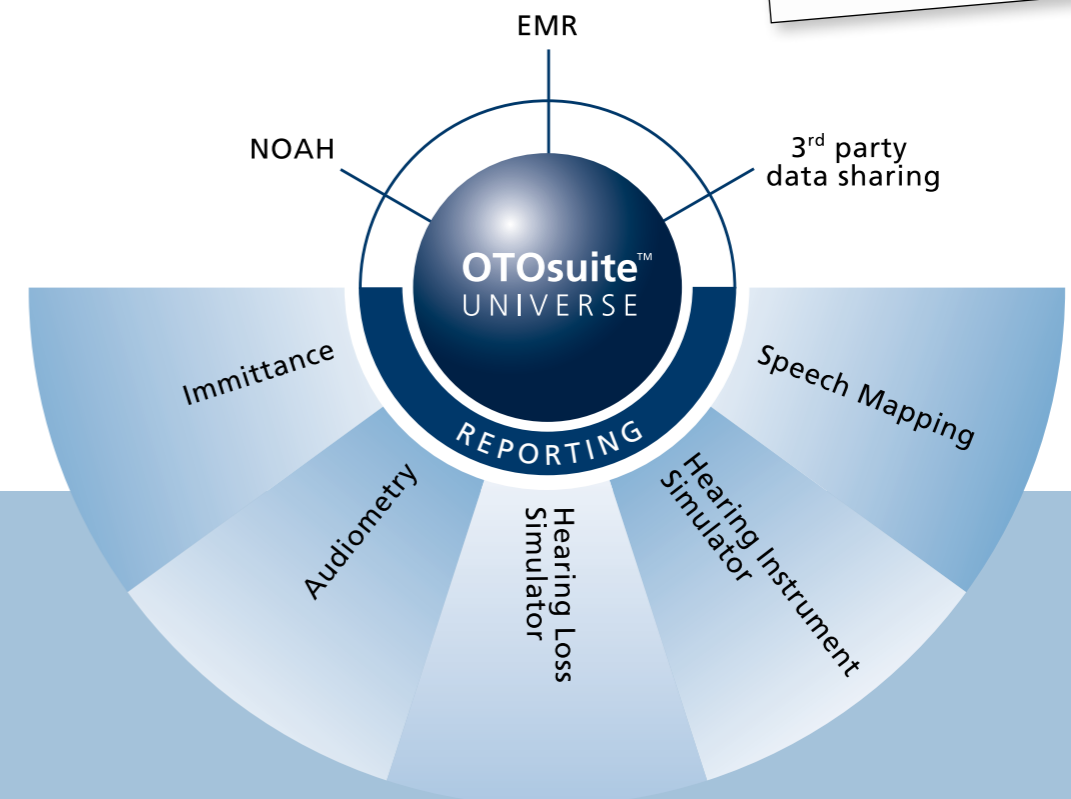 EMR
NOAH
3rd party
data sharing
OTOsuite™
UNIVERSE
REPORTING
Immittance
Audiometry
Hearing Loss
Simulator
Hearing Instrument
Simulator
Speech Mapping